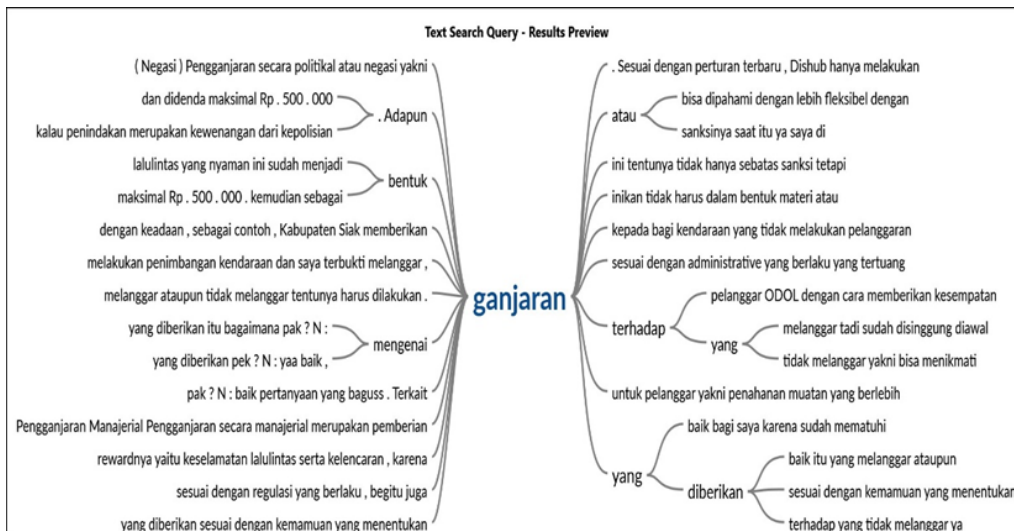 Text Search Query - Results Preview
( Negasi ) Pengganjaran secara politikal atau negasi yakni
dan didenda maksimal Rp . 500 . 000
kalau penindakan merupakan kewenangan dari kepolisian
. Adapun
lalulintas yang nyaman ini sudah menjadi
maksimal Rp . 500 . 000 . kemudian sebagai
bentuk
dengan keadaan , sebagai contoh , Kabupaten Siak memberikan
melakukan penimbangan kendaraan dan saya terbukti melanggar ,
melanggar ataupun tidak melanggar tentunya harus dilakukan .
yang diberikan itu bagaimana pak ? N :
yang diberikan pek ? N : yaa baik ,
mengenai
pak ? N : baik pertanyaan yang baguss . Terkait
Pengganjaran Manajerial Pengganjaran secara manajerial merupakan pemberian
rewardnya yaitu keselamatan lalulintas serta kelencaran , karena
sesuai dengan regulasi yang berlaku , begitu juga
yang diberikan sesuai dengan kemamuan yang menentukan
ganjaran
. Sesuai dengan perturan terbaru , Dishub hanya melakukan
atau
bisa dipahami dengan lebih fleksibel dengan
sanksinya saat itu ya saya di
ini tentunya tidak hanya sebatas sanksi tetapi
inikan tidak harus dalam bentuk materi atau
kepada bagi kendaraan yang tidak melakukan pelanggaran
sesuai dengan administrative yang berlaku yang tertuang
terhadap
pelanggar ODOL dengan cara memberikan kesempatan
yang
melanggar tadi sudah disinggung diawal
tidak melanggar yakni bisa menikmati
untuk pelanggar yakni penahanan muatan yang berlebih
yang
baik bagi saya karena sudah mematuhi
diberikan
baik itu yang melanggar ataupun
sesuai dengan kemamuan yang menentukan
terhadap yang tidak melanggar ya